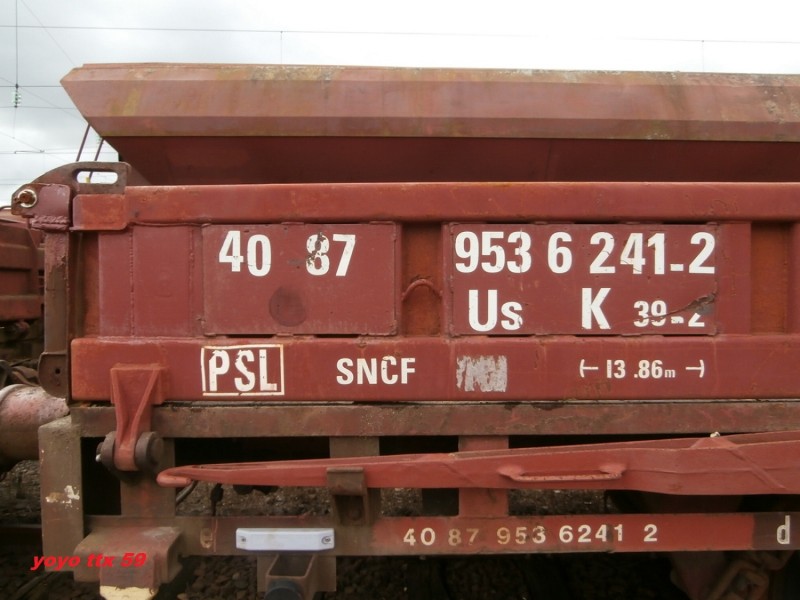 40 87 953 6 241-2
Us K 39-2
PSL SNCF 13.86m
40 87 953 6241 2 d
yoyo ttx 59